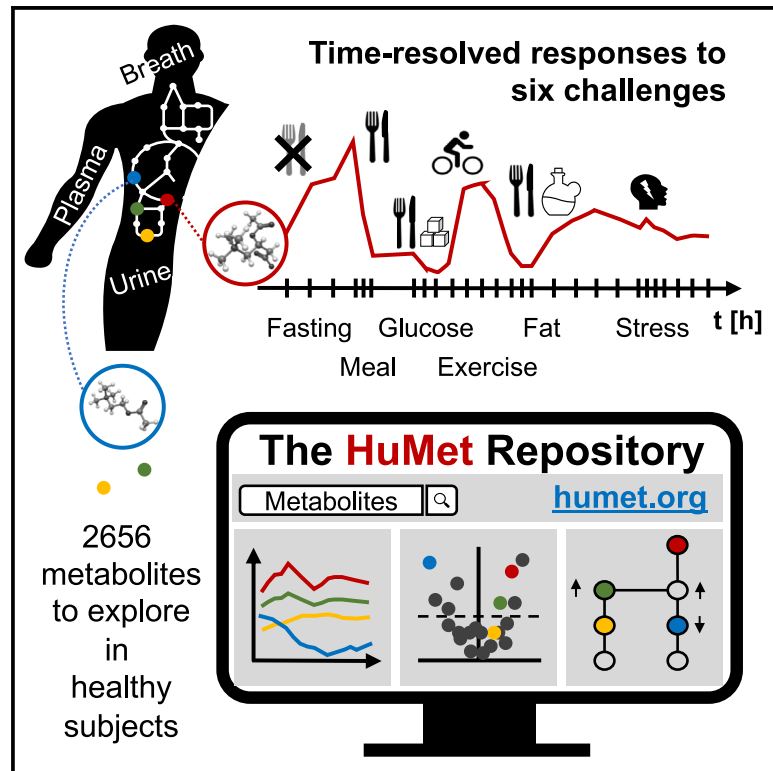 Breath
Plasma
Urine
Time-resolved responses to
six challenges
Fasting
Glucose
Fat
Stress
t [h]
Meal
Exercise
2656
metabolites
to explore
in
healthy
subjects
The HuMet Repository
Metabolites
humet.org